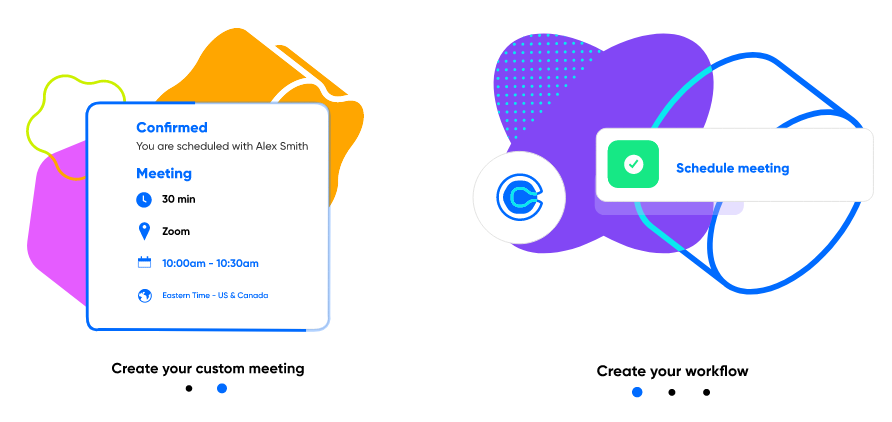 Confirmed
You are scheduled with Alex Smith
Meeting
30 min
Zoom
10:00am - 10:30am
Eastern Time - US & Canada
Create your custom meeting
Schedule meeting
Create your workflow